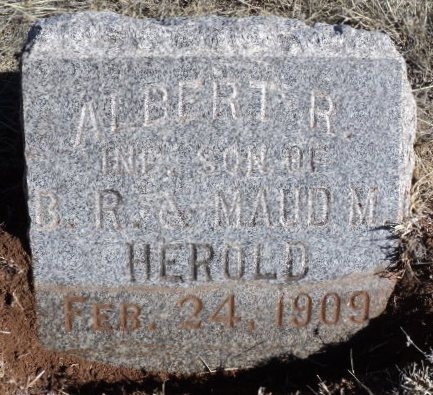 ALBERT R.
INF. SON OF
B. R. & MAUD M.
HEROLD
FEB. 24, 1909